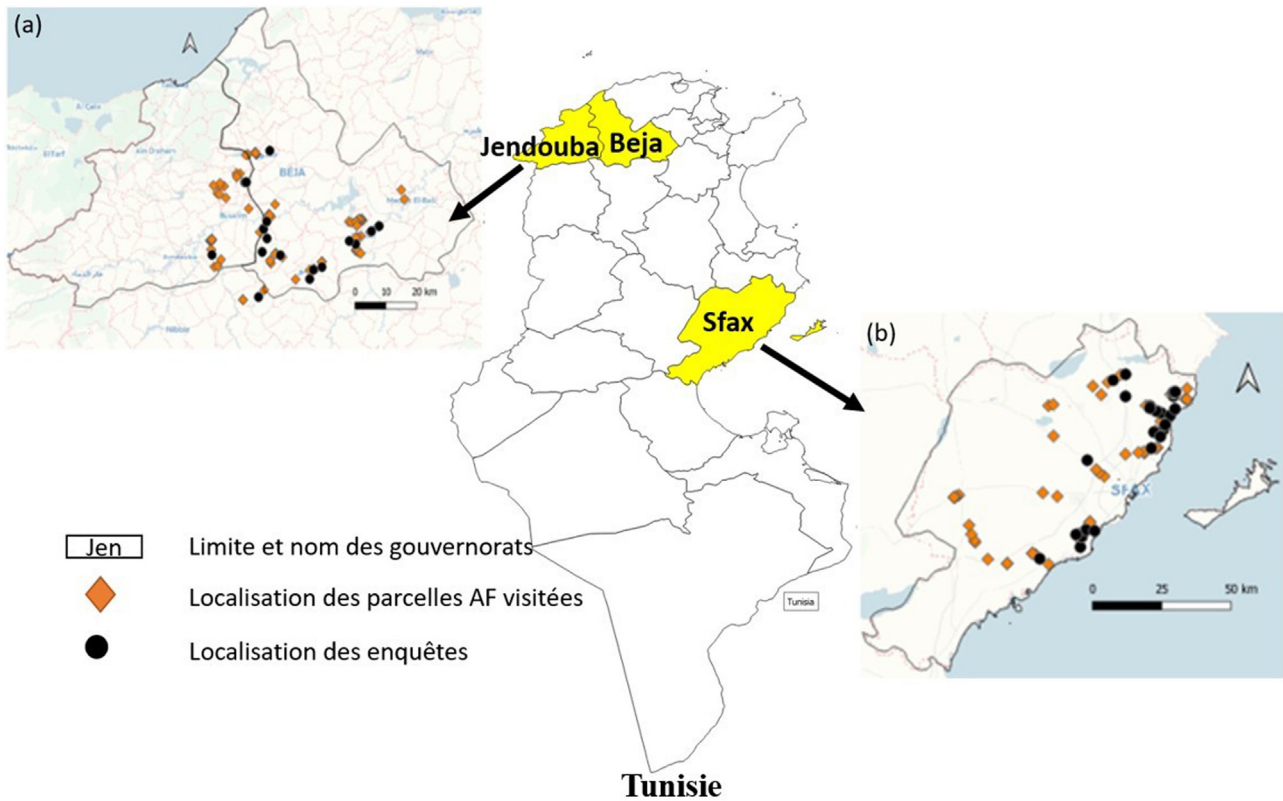 (a)
BÉJA
0 10 20 km
Jendouba
Beja
Sfax
(b)
SFAX
0 25 50 km
Jen Limite et nom des gouvernorats
Localisation des parcelles AF visitées
Localisation des enquêtes
Tunisia
Tunisie